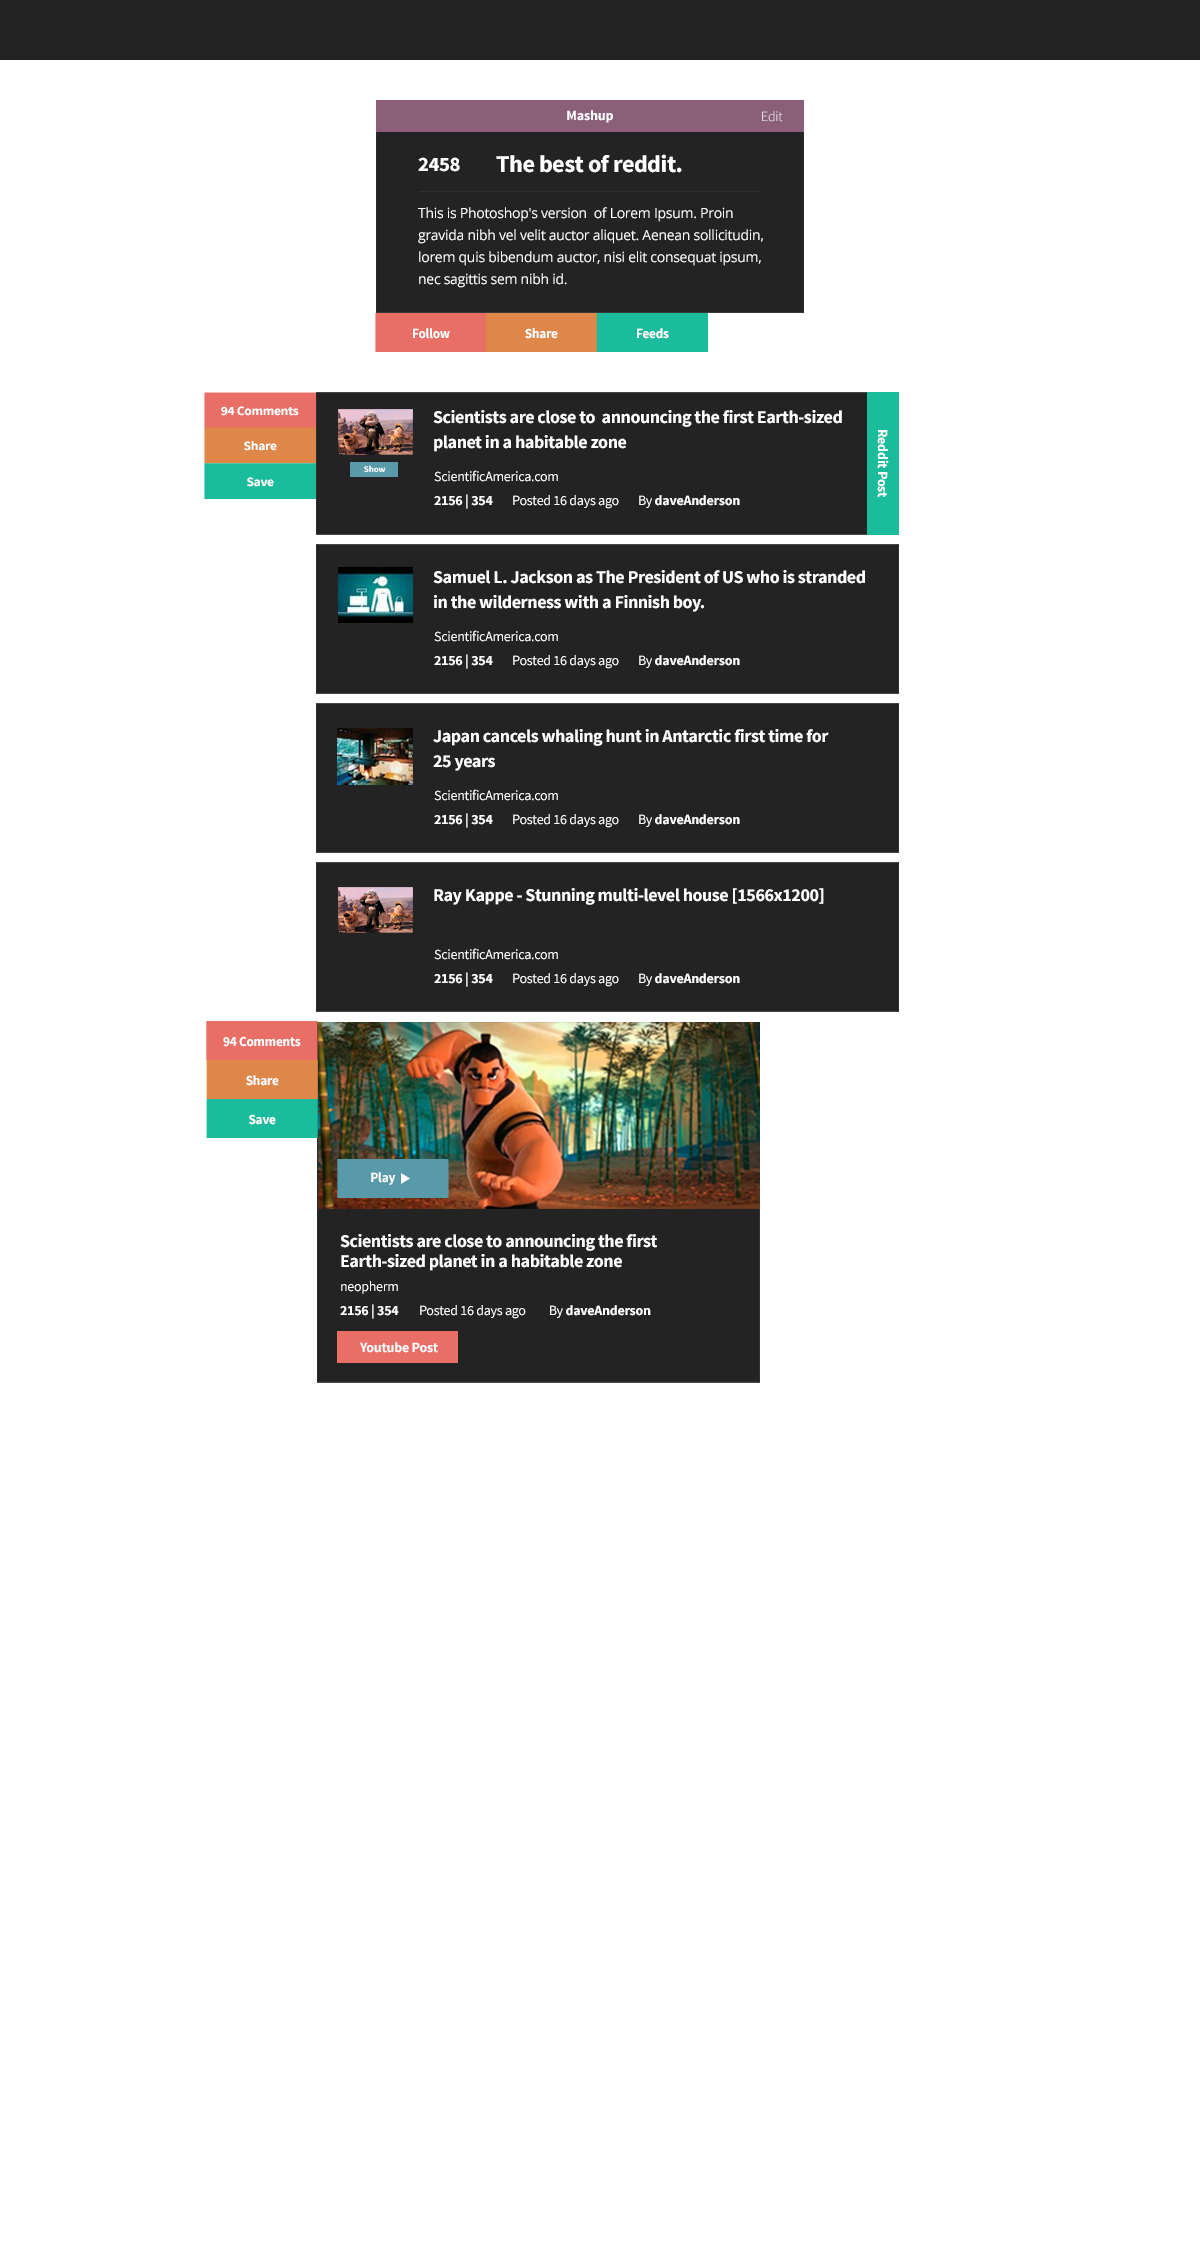 Mashup
Edit
2458
The best of reddit.
This is Photoshop's version  of Lorem Ipsum. Proin
gravida nibh vel velit auctor aliquet. Aenean sollicitudin,
lorem quis bibendum auctor, nisi elit consequat ipsum,
nec sagittis sem nibh id.
Follow
Share
Feeds
94 Comments
Share
Save
Show
Scientists are close to  announcing the first Earth-sized
planet in a habitable zone
ScientificAmerica.com
2156 | 354 Posted 16 days ago By daveAnderson
Reddit Post
Samuel L. Jackson as The President of US who is stranded
in the wilderness with a Finnish boy.
ScientificAmerica.com
2156 | 354 Posted 16 days ago By daveAnderson
Japan cancels whaling hunt in Antarctic first time for
25 years
ScientificAmerica.com
2156 | 354 Posted 16 days ago By daveAnderson
Ray Kappe - Stunning multi-level house [1566x1200]
ScientificAmerica.com
2156 | 354 Posted 16 days ago By daveAnderson
94 Comments
Share
Save
Play
Scientists are close to announcing the first
Earth-sized planet in a habitable zone
neopherm
2156 | 354 Posted 16 days ago By daveAnderson
Youtube Post